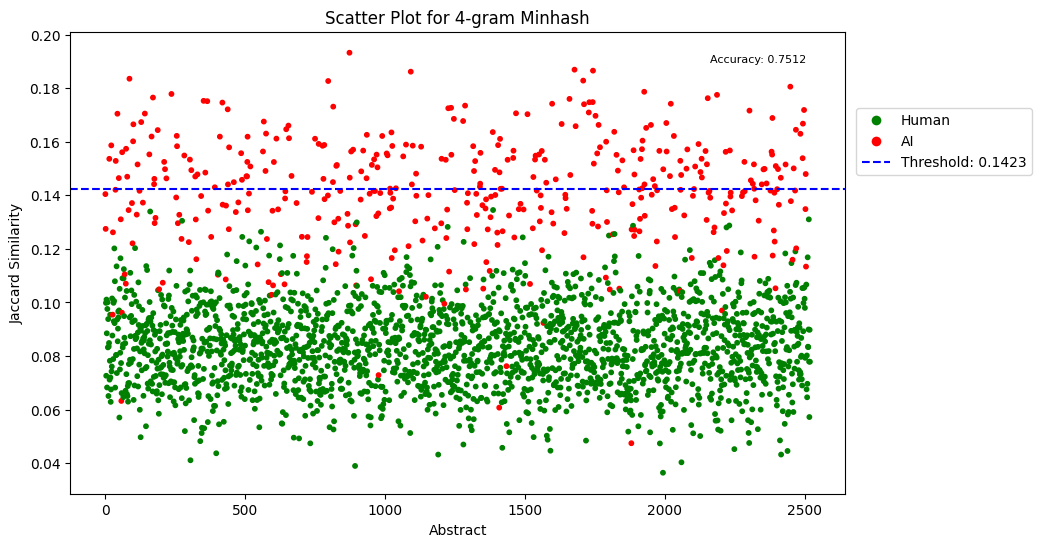 Scatter Plot for 4-gram Minhash
Accuracy: 0.7512
Human
AI
Threshold: 0.1423
Jaccard Similarity
0.20
0.18
0.16
0.14
0.12
0.10
0.08
0.06
0.04
0 500 1000 1500 2000 2500
Abstract